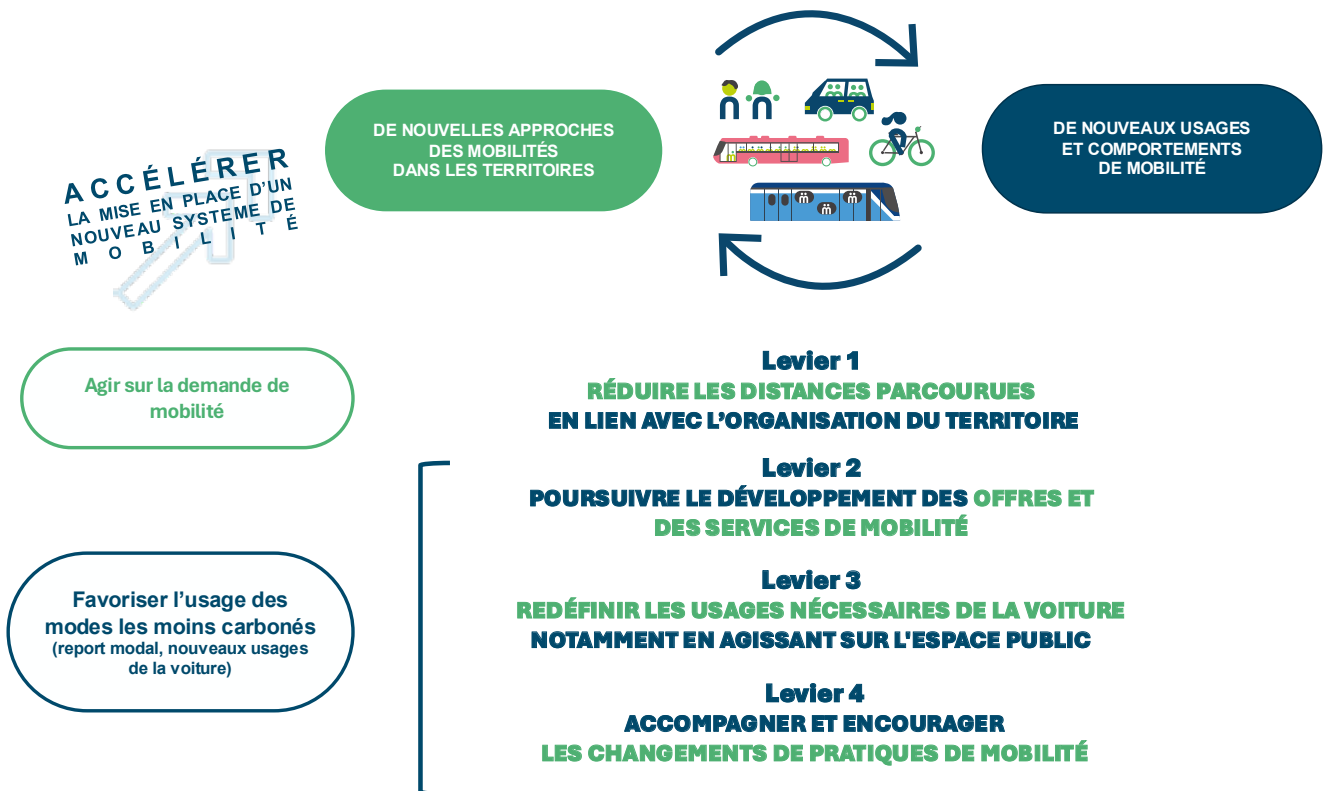 ACCÉLÉRER
LA MISE EN PLACE D'UN
NOUVEAU SYSTEME DE
MOBILITÉ
DE NOUVELLES APPROCHES
DES MOBILITÉS
DANS LES TERRITOIRES
DE NOUVEAUX USAGES
ET COMPORTEMENTS
DE MOBILITÉ
Agir sur la demande de
mobilité
Levier 1
RÉDUIRE LES DISTANCES PARCOURUES
EN LIEN AVEC L’ORGANISATION DU TERRITOIRE
Favoriser l’usage des
modes les moins carbonés
(report modal, nouveaux usages
de la voiture)
Levier 2
POURSUIVRE LE DÉVELOPPEMENT DES OFFRES ET
DES SERVICES DE MOBILITÉ
Levier 3
REDÉFINIR LES USAGES NÉCESSAIRES DE LA VOITURE
NOTAMMENT EN AGISSANT SUR L'ESPACE PUBLIC
Levier 4
ACCOMPAGNER ET ENCOURAGER
LES CHANGEMENTS DE PRATIQUES DE MOBILITÉ